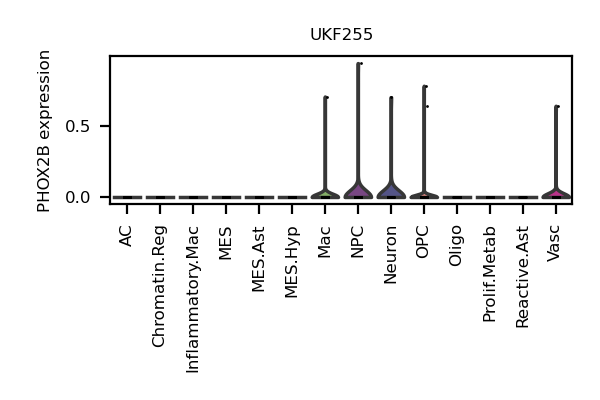 UKF255
PHOX2B expression
0.5
0.0
AC
Chromatin.Reg
Inflammatory.Mac
MES
MES.Ast
MES.Hyp
Mac
NPC
Neuron
OPC
Oligo
Prolif.Metab
Reactive.Ast
Vasc